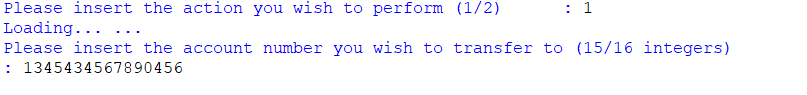 Please insert the action you wish to perform (1/2)      : 1
Loading... ...
Please insert the account number you wish to transfer to (15/16 integers)
: 1345434567890456